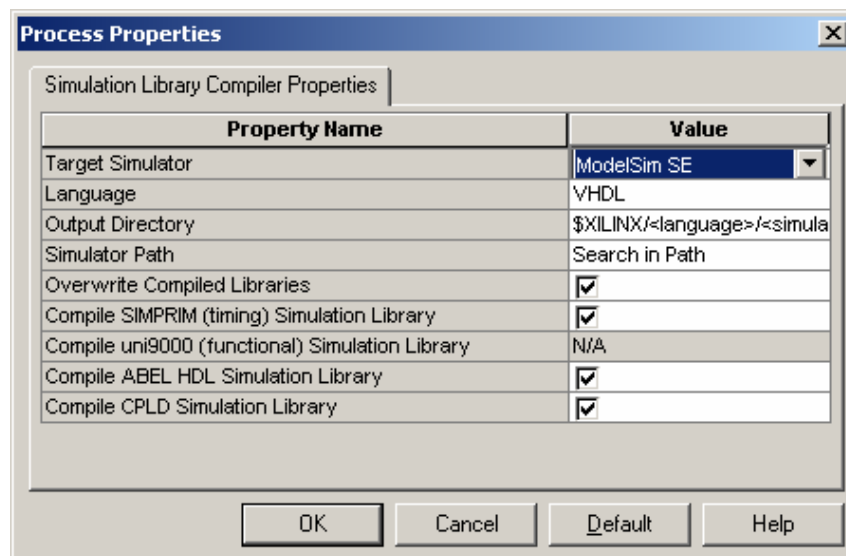 Process Properties
Simulation Library Compiler Properties
Property Name Value
Target Simulator ModelSim SE
Language VHDL
Output Directory $XILINX/<language>/<simula
Simulator Path Search in Path
Overwrite Compiled Libraries
Compile SIMPRIM (timing) Simulation Library
Compile uni9000 (functional) Simulation Library N/A
Compile ABEL HDL Simulation Library
Compile CPLD Simulation Library
OK Cancel Default Help